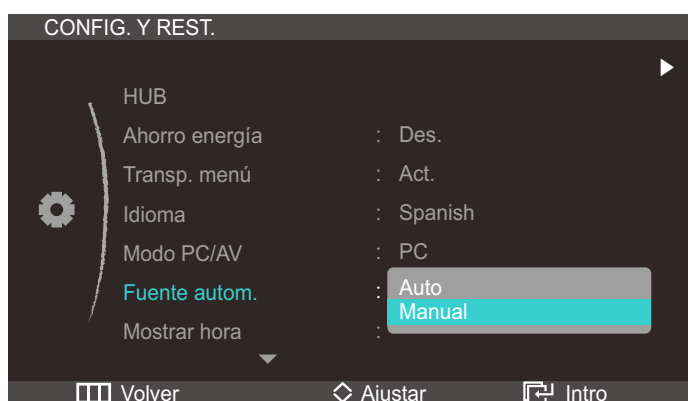 CONFIG. Y REST.
HUB
Ahorro energía : Des.
Transp. menú : Act.
Idioma : Spanish
Modo PC/AV : PC
Fuente autom. : Auto
Manual
Mostrar hora :
Volver Ajustar Intro